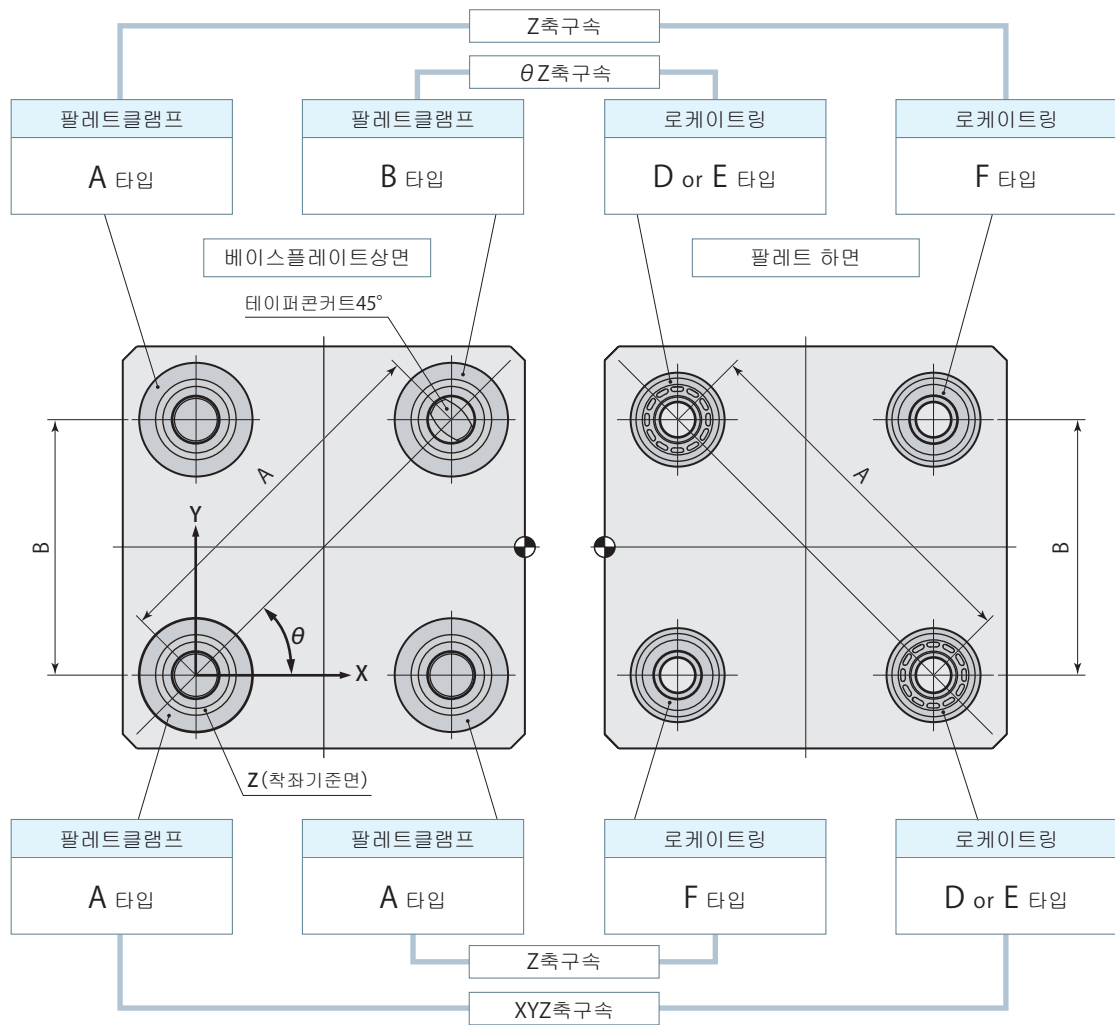 Z축구속
θZ축구속
팔레트클램프
A 타입
팔레트클램프
B 타입
로케이트링
D or E 타입
로케이트링
F 타입
베이스플레이트상면
팔레트 하면
테이퍼콘커트45°
A
B
Y
θ
X
A
B
Z(착좌기준면)
팔레트클램프
A 타입
팔레트클램프
A 타입
로케이트링
F 타입
로케이트링
D or E 타입
Z축구속
XYZ축구속